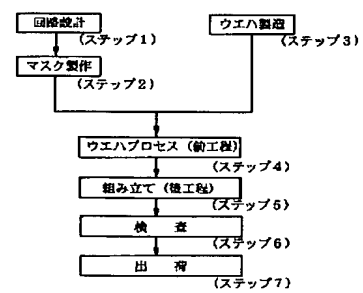 回路設計
(ステップ1)
マスク製作
(ステップ2)
ウエハ製造
(ステップ3)
ウエハプロセス(前工程)
(ステップ4)
組み立て(後工程)
(ステップ5)
検 査
(ステップ6)
出 荷
(ステップ7)